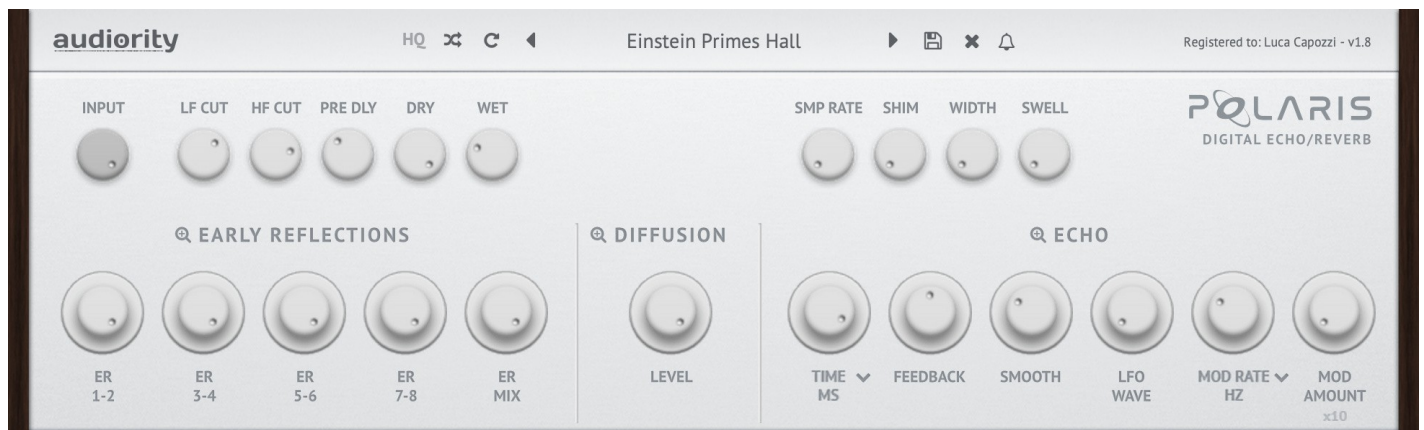 audiority
HQ
Einstein Primes Hall
Registered to: Luca Capozzi - v1.8
INPUT
LF CUT
HF CUT
PRE DLY
DRY
WET
SMP RATE
SHIM
WIDTH
SWELL
POLARIS
DIGITAL ECHO/REVERB
EARLY REFLECTIONS
DIFFUSION
ECHO
ER
1-2
ER
3-4
ER
5-6
ER
7-8
ER
MIX
LEVEL
TIME
MS
FEEDBACK
SMOOTH
LFO
WAVE
MOD RATE
HZ
MOD
AMOUNT
x10